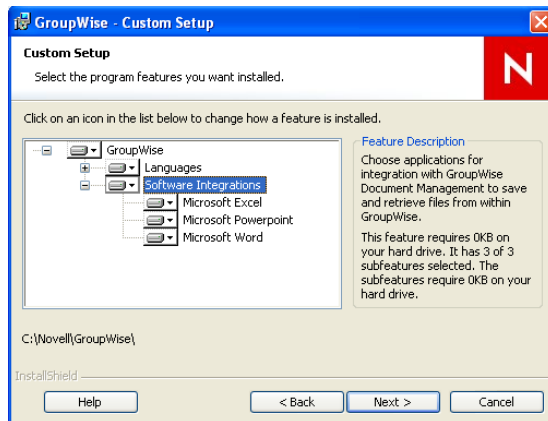 GroupWise - Custom Setup
Custom Setup
Select the program features you want installed.
N
Click on an icon in the list below to change how a feature is installed.
GroupWise
Languages
Software Integrations
Microsoft Excel
Microsoft Powerpoint
Microsoft Word
Feature Description
Choose applications for
integration with GroupWise
Document Management to save
and retrieve files from within
GroupWise.
This feature requires 0KB on
your hard drive. It has 3 of 3
subfeatures selected. The
subfeatures require 0KB on your
hard drive.
C:\Novell\GroupWise\
InstallShield
Help
< Back
Next >
Cancel